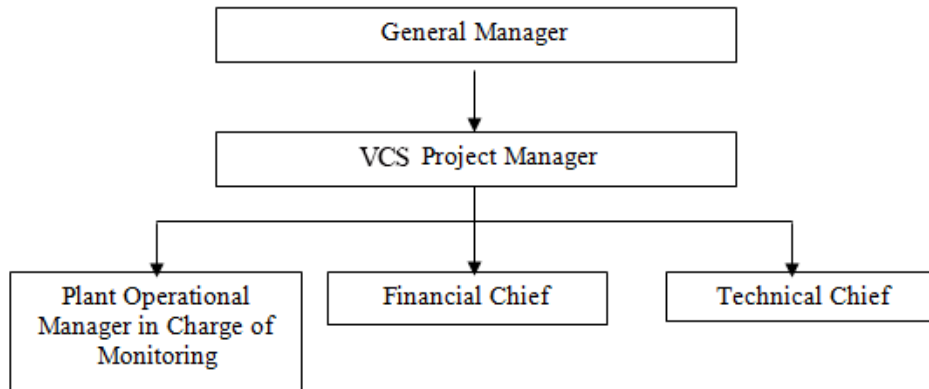 General Manager
VCS Project Manager
Plant Operational
Manager in Charge of
Monitoring
Financial Chief
Technical Chief